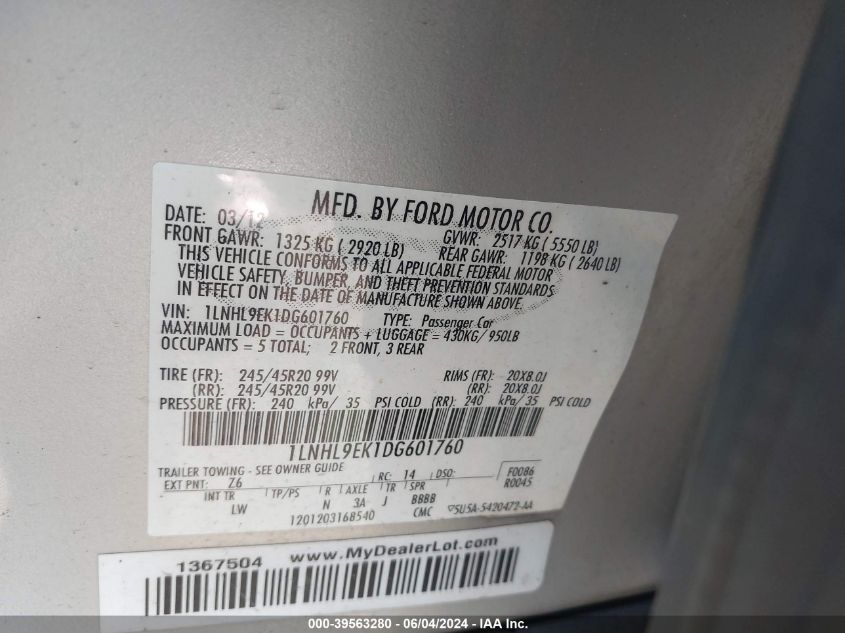 MFD. BY FORD MOTOR CO.
DATE: 03/12 GVWR: 2517 KG ( 5550 LB)
FRONT GAWR: 1325 KG ( 2920 LB) REAR GAWR: 1198 KG ( 2640 LB)
THIS VEHICLE CONFORMS TO ALL APPLICABLE FEDERAL MOTOR
VEHICLE SAFETY, BUMPER, AND THEFT PREVENTION STANDARDS
IN EFFECT ON THE DATE OF MANUFACTURE SHOWN ABOVE.
VIN: 1LNHL9EK1DG601760 TYPE: Passenger Car
MAXIMUM LOAD = OCCUPANTS + LUGGAGE = 430KG/ 950LB
OCCUPANTS = 5 TOTAL; 2 FRONT, 3 REAR
TIRE (FR): 245/45R20 99V RIMS (FR): 20X8.0J
(RR): 245/45R20 99V (RR): 20X8.0J
PRESSURE (FR): 240 kPa/ 35 PSI COLD (RR): 240 kPa/ 35 PSI COLD
1LNHL9EK1DG601760
TRAILER TOWING - SEE OWNER GUIDE
EXT PNT: Z6 RC: 14 DSO: F0086
R0045
INT TR TP/PS R AXLE TR SPR
LW N 3A J BBBB
1201203168540 CMC 5U5A-5420472-AA
1367504 www.MyDealerLot.com
000-39563280 - 06/04/2024 - IAA Inc.